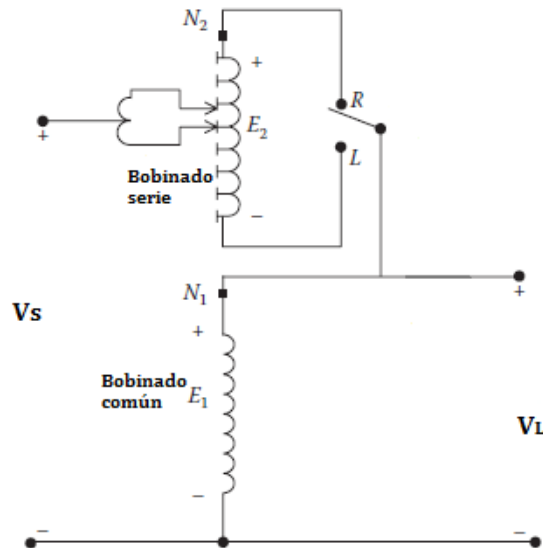 N2
+
R
E2
+
L
Bobinado
serie
−
N1
+
Vs
+
Bobinado
común
E1
VL
−
−
−